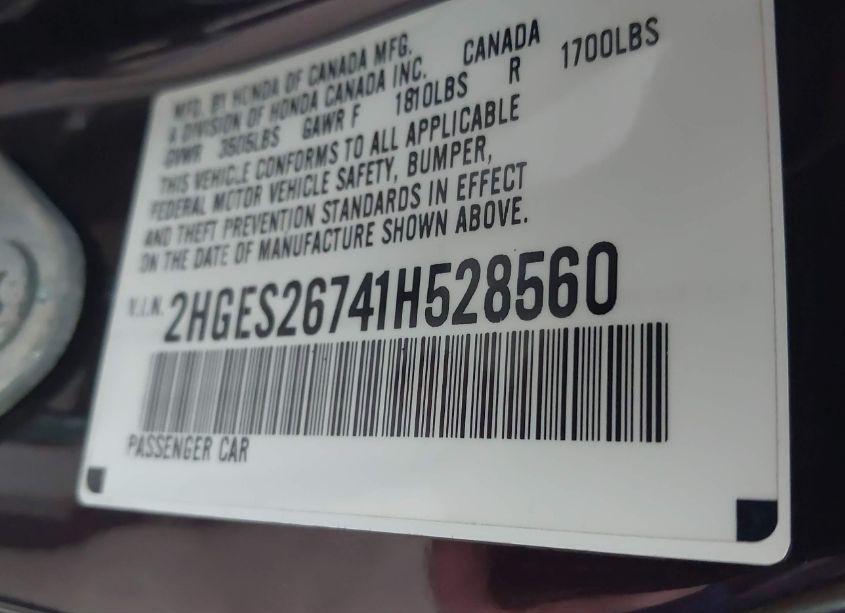 MFD. BY HONDA OF CANADA MFG. CANADA
A DIVISION OF HONDA CANADA INC.
GVWR 3505LBS GAWR F 1810LBS R 1700LBS
THIS VEHICLE CONFORMS TO ALL APPLICABLE
FEDERAL MOTOR VEHICLE SAFETY, BUMPER,
AND THEFT PREVENTION STANDARDS IN EFFECT
ON THE DATE OF MANUFACTURE SHOWN ABOVE.
V.I.N. 2HGES26741H528560
PASSENGER CAR